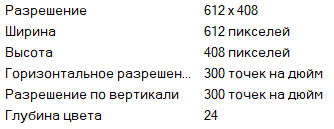 Разрешение 612 x 408
Ширина 612 пикселей
Высота 408 пикселей
Горизонтальное разрешен... 300 точек на дюйм
Разрешение по вертикали 300 точек на дюйм
Глубина цвета 24